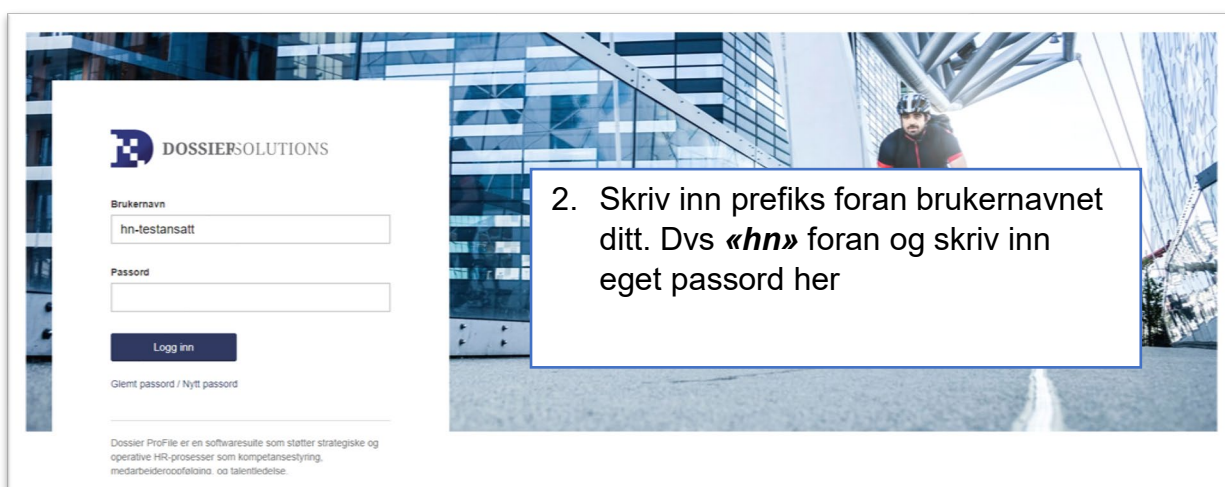 DOSSIERSOLUTIONS
Brukernavn
hn-testansatt
Passord
Logg inn
Glemt passord / Nytt passord
Dossier ProFile er en softwaresuite som støtter strategiske og
operative HR-prosesser som kompetansestyring,
medarbeideroppfølging, og talentledelse.
2. Skriv inn prefiks foran brukernavnet
ditt. Dvs «hn» foran og skriv inn
eget passord her